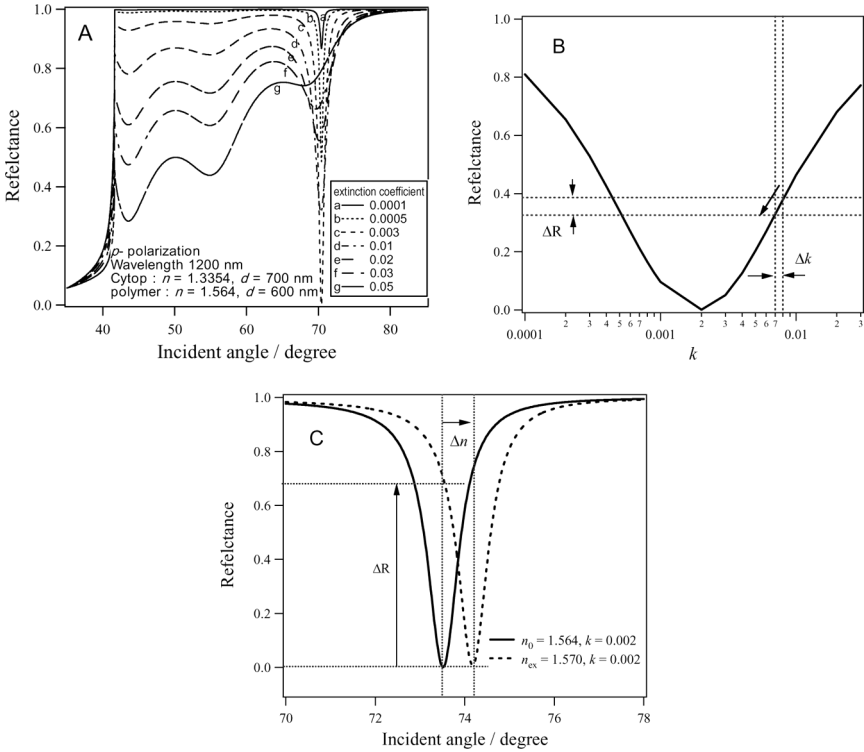 A
Refelctance
1.0
0.8
0.6
0.4
0.2
0.0
b
a
c
d
e
f
g
extinction coefficient
a 0.0001
b 0.0005
c 0.003
d 0.01
e 0.02
f 0.03
g 0.05
p- polarization
Wavelength 1200 nm
Cytop : n = 1.3354, d = 700 nm
polymer : n = 1.564, d = 600 nm
40 50 60 70 80
Incident angle / degree
B
Refelctance
1.0
0.8
0.6
0.4
0.2
0.0
ΔR
Δk
0.0001 2 3 4 5 6 7 0.001 2 3 4 5 6 7 0.01 2 3
k
C
Refelctance
1.0
0.8
0.6
0.4
0.2
0.0
Δn
ΔR
n0 = 1.564, k = 0.002
nex = 1.570, k = 0.002
70 72 74 76 78
Incident angle / degree